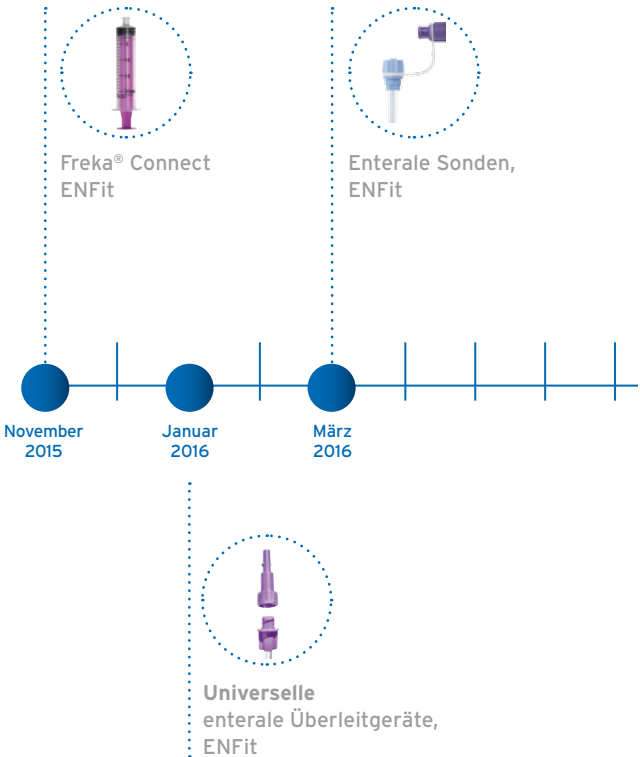 Freka® Connect
ENFit
Enterale Sonden,
ENFit
November
2015
Januar
2016
März
2016
Universelle
enterale Überleitgeräte,
ENFit